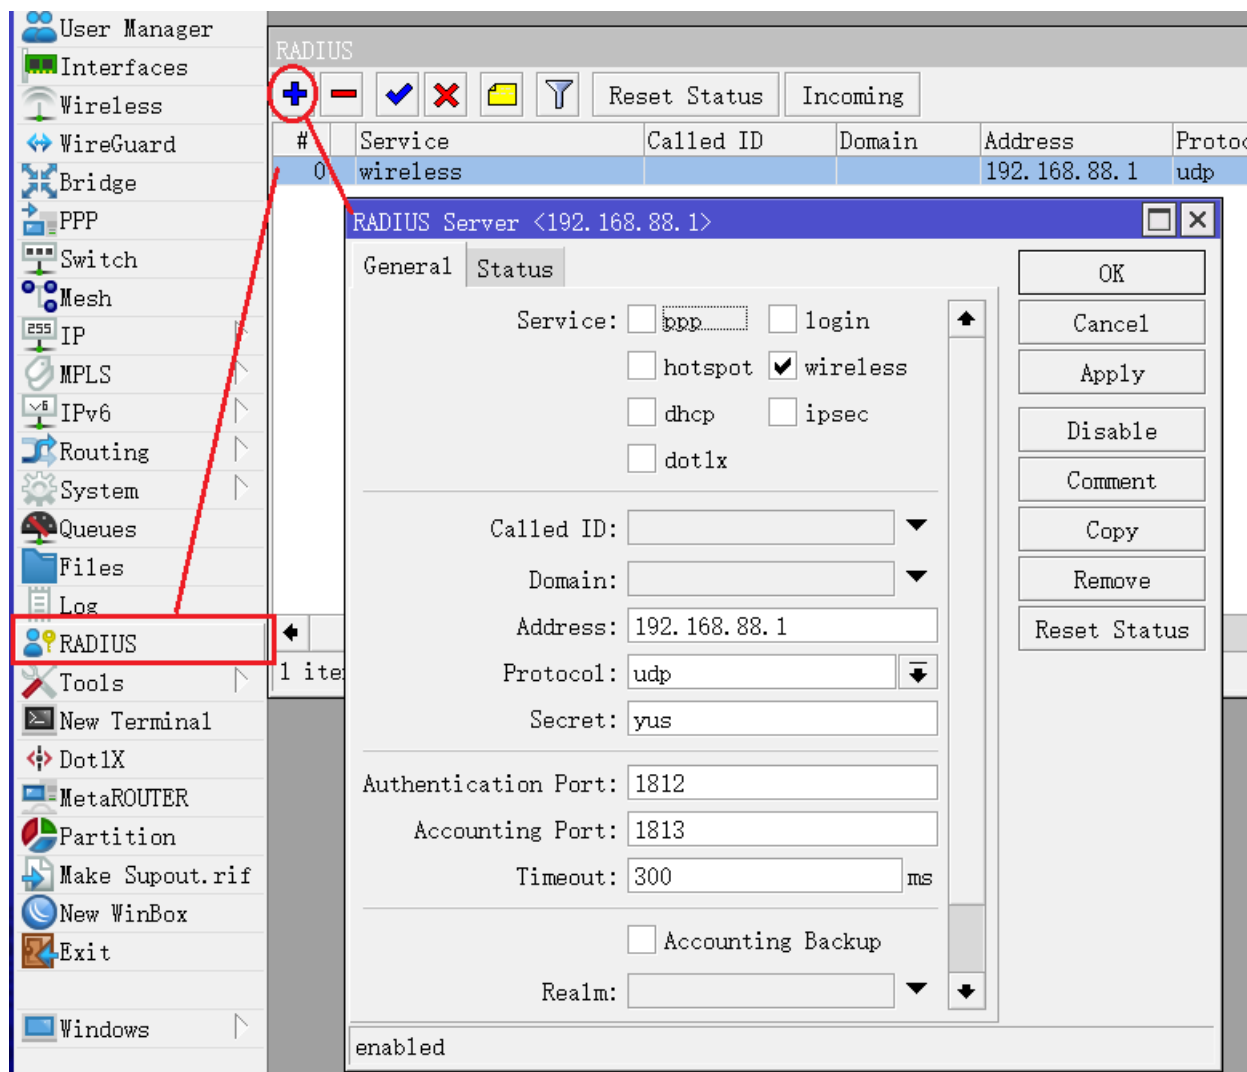 User Manager
Interfaces
Wireless
WireGuard
Bridge
PPP
Switch
Mesh
255
IP
MPLS
v6
IPv6
Routing
System
Queues
Files
Log
RADIUS
Tools
New Terminal
Dot1X
MetaROUTER
Partition
Make Supout.rif
New WinBox
Exit
Windows
RADIUS
Reset Status Incoming
# Service Called ID Domain Address Protoc
0 wireless 192.168.88.1 udp
RADIUS Server <192.168.88.1>
General Status
Service: ppp login
hotspot wireless
dhcp ipsec
dot1x
Called ID:
Domain:
Address: 192.168.88.1
Protocol: udp
Secret: yus
Authentication Port: 1812
Accounting Port: 1813
Timeout: 300 ms
Accounting Backup
Realm:
enabled
OK
Cancel
Apply
Disable
Comment
Copy
Remove
Reset Status
1 ite